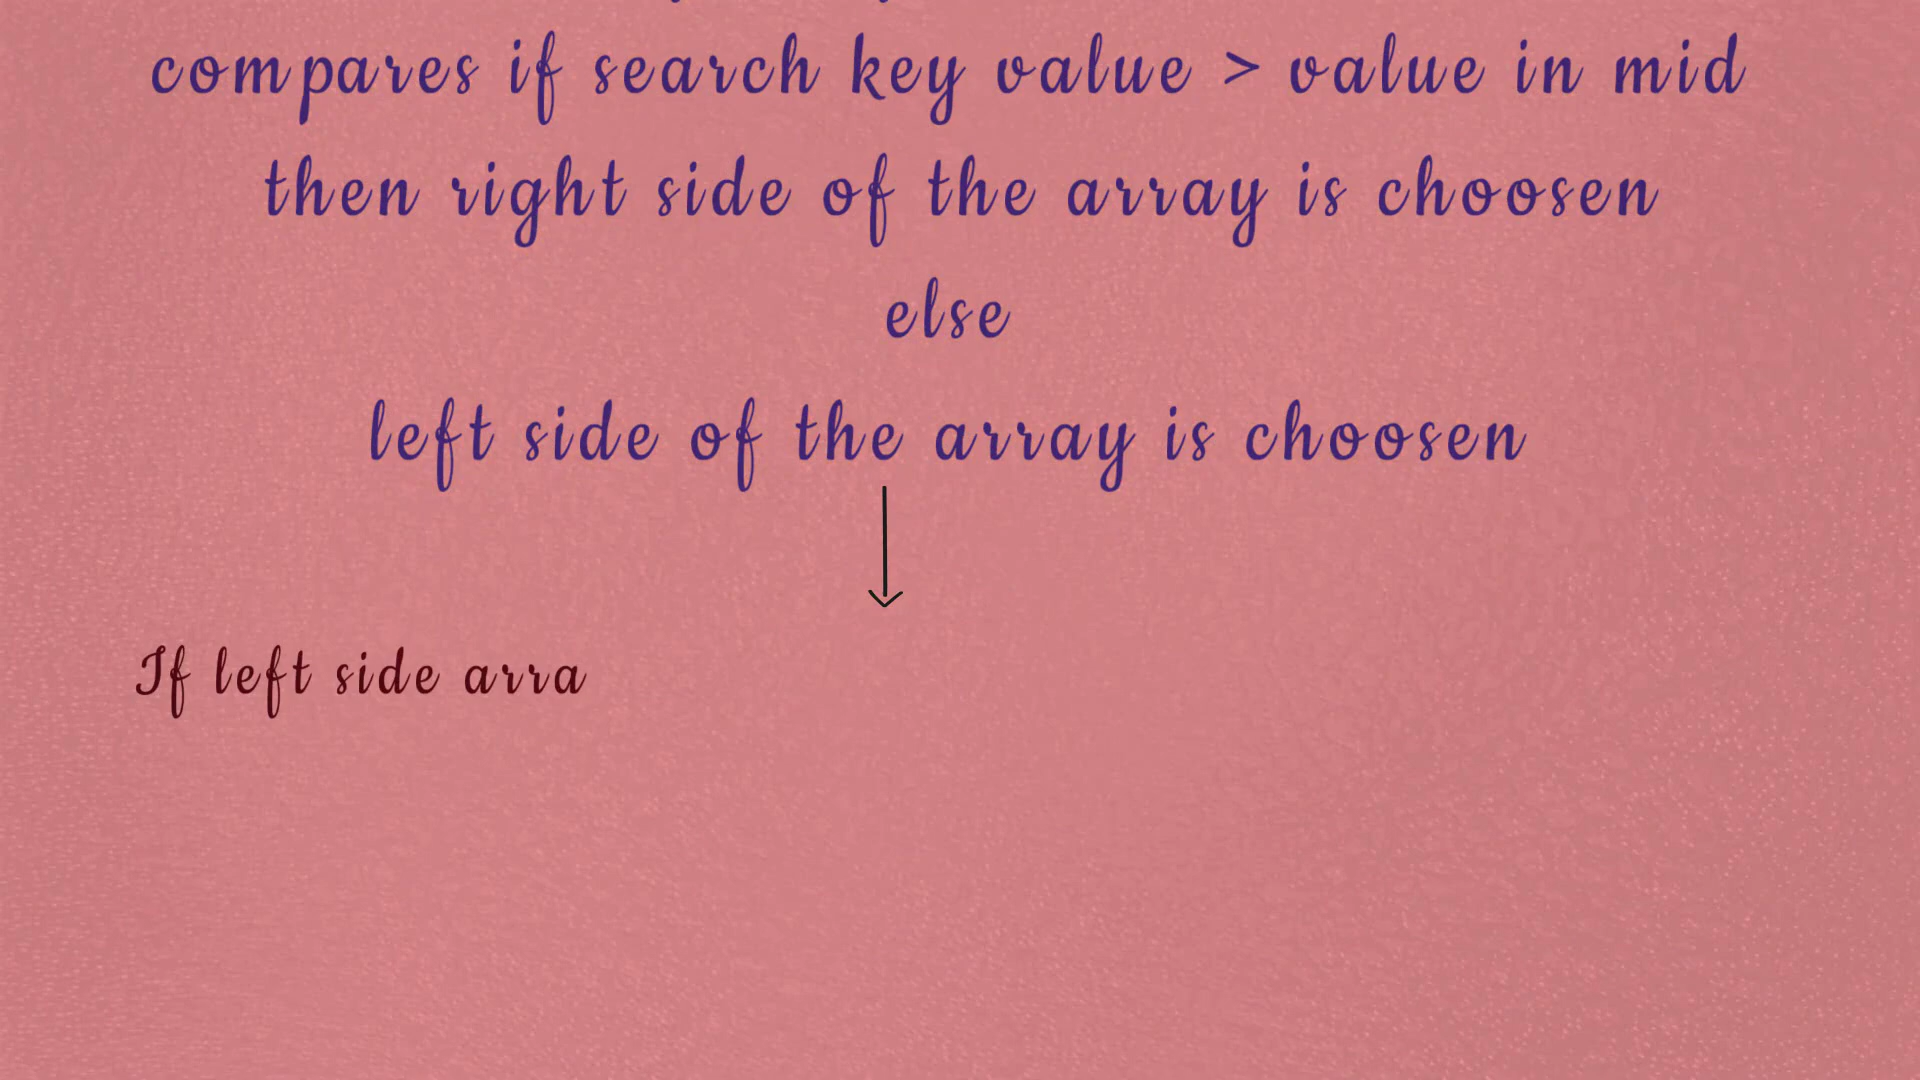 compares if search key value > value in mid
then right side of the array is choosen
else
left side of the array is choosen
If left side arra